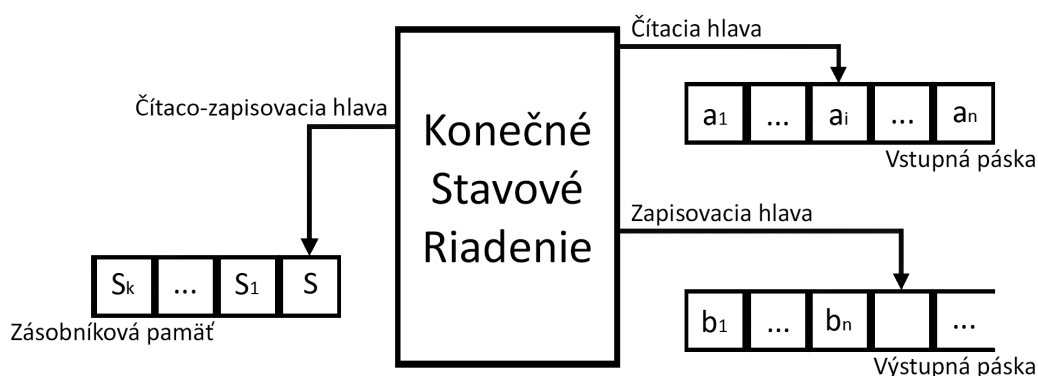 Čítacia hlava
a1 ... ai ... an
Vstupná páska
Čítaco-zapisovacia hlava
Konečné
Stavové
Riadenie
Zapisovacia hlava
Sk ... S1 S
Zásobníková pamäť
b1 ... bn ...
Výstupná páska